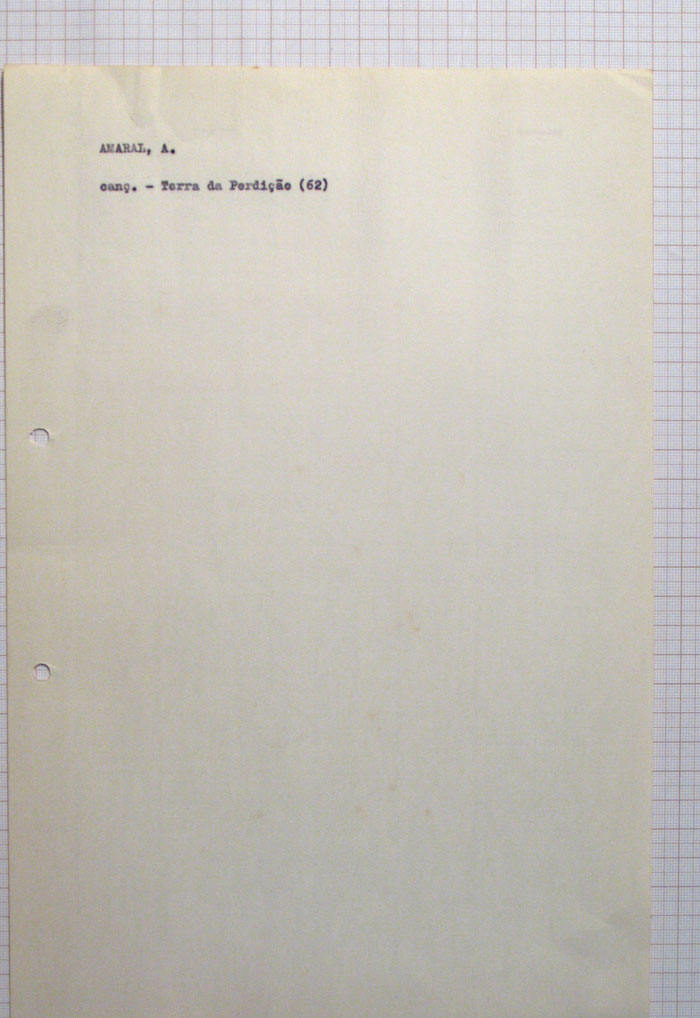 AMARAL, A.
canç. - Terra da Perdição (62)